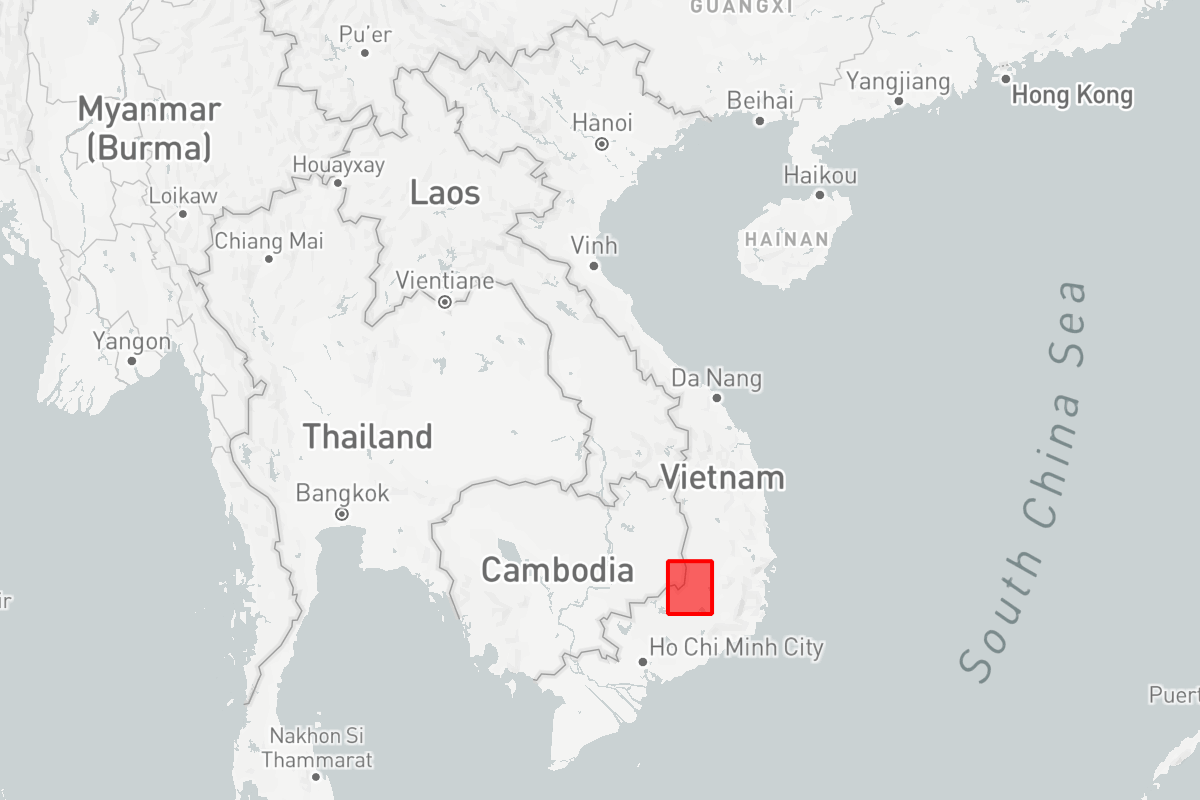 GUANGXI
Pu’er
Yangjiang
Beihai
Hong Kong
Myanmar
(Burma)
Hanoi
Houayxay
Laos
Haikou
Loikaw
Chiang Mai
Vinh
HAINAN
Vientiane
Yangon
Da Nang
Thailand
Vietnam
Bangkok
South China Sea
Cambodia
Ho Chi Minh City
Nakhon Si
Thammarat
ir
Puert